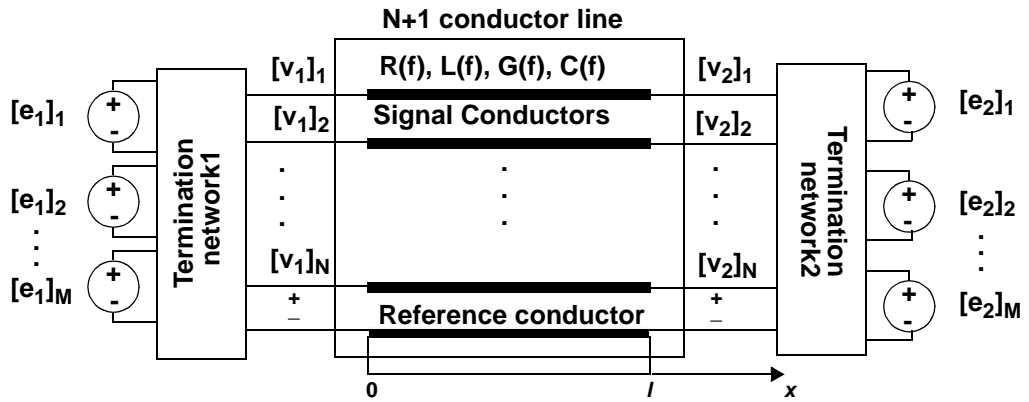 N+1 conductor line
R(f), L(f), G(f), C(f)
Signal Conductors
[v1]1
[v1]2
[v1]N
[v2]1
[v2]2
[v2]N
[e1]1
[e1]2
[e1]M
[e2]1
[e2]2
[e2]M
+
-
+
-
+
-
+
-
+
-
+
-
Termination
network1
Termination
network2
+
–
+
–
Reference conductor
0
l
x